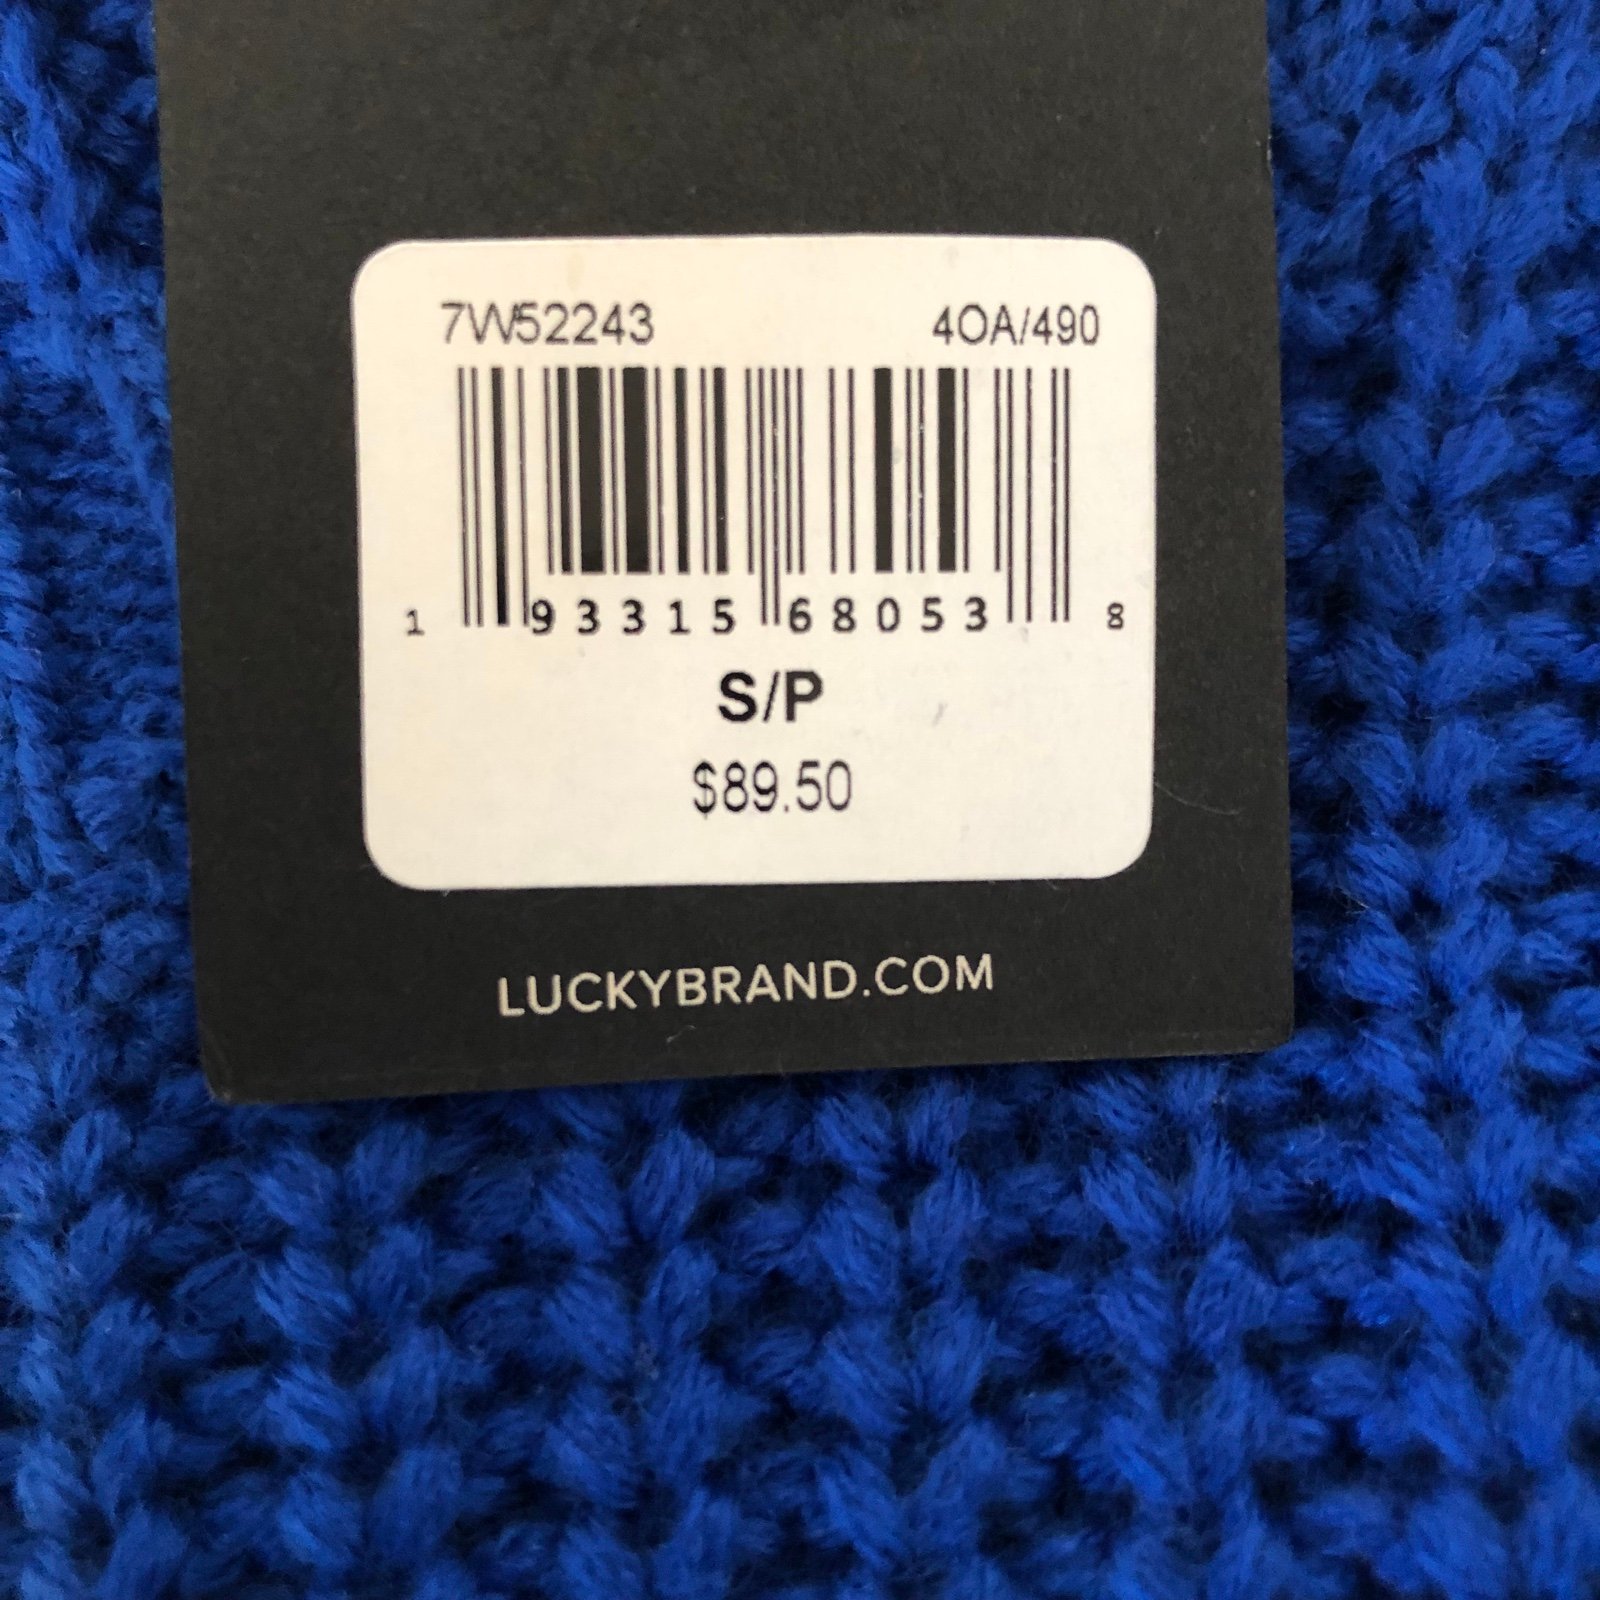 7W52243 4OA/490
1 93315 68053 8
S/P
$89.50
LUCKYBRAND.COM